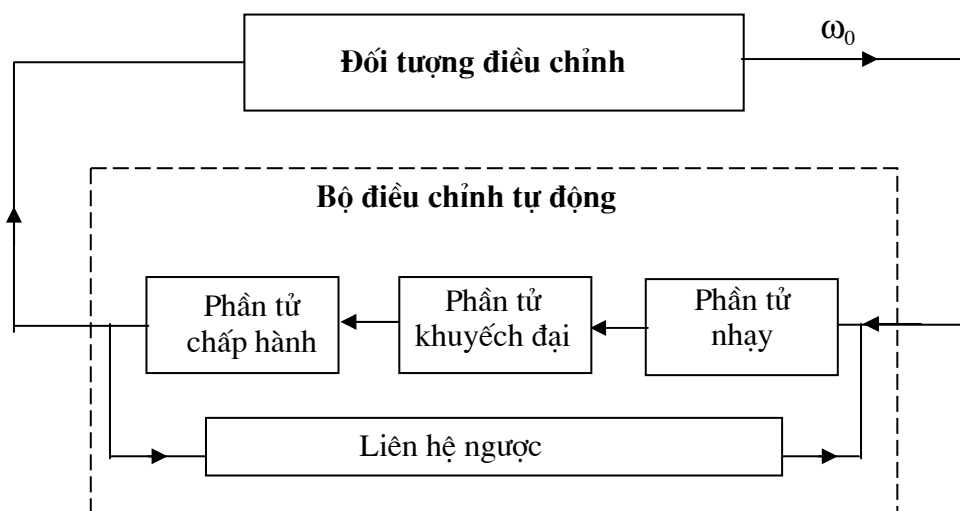 ω₀
Đối tượng điều chỉnh
Bộ điều chỉnh tự động
Phần tử
chấp hành
Phần tử
khuyếch đại
Phần tử
nhạy
Liên hệ ngược